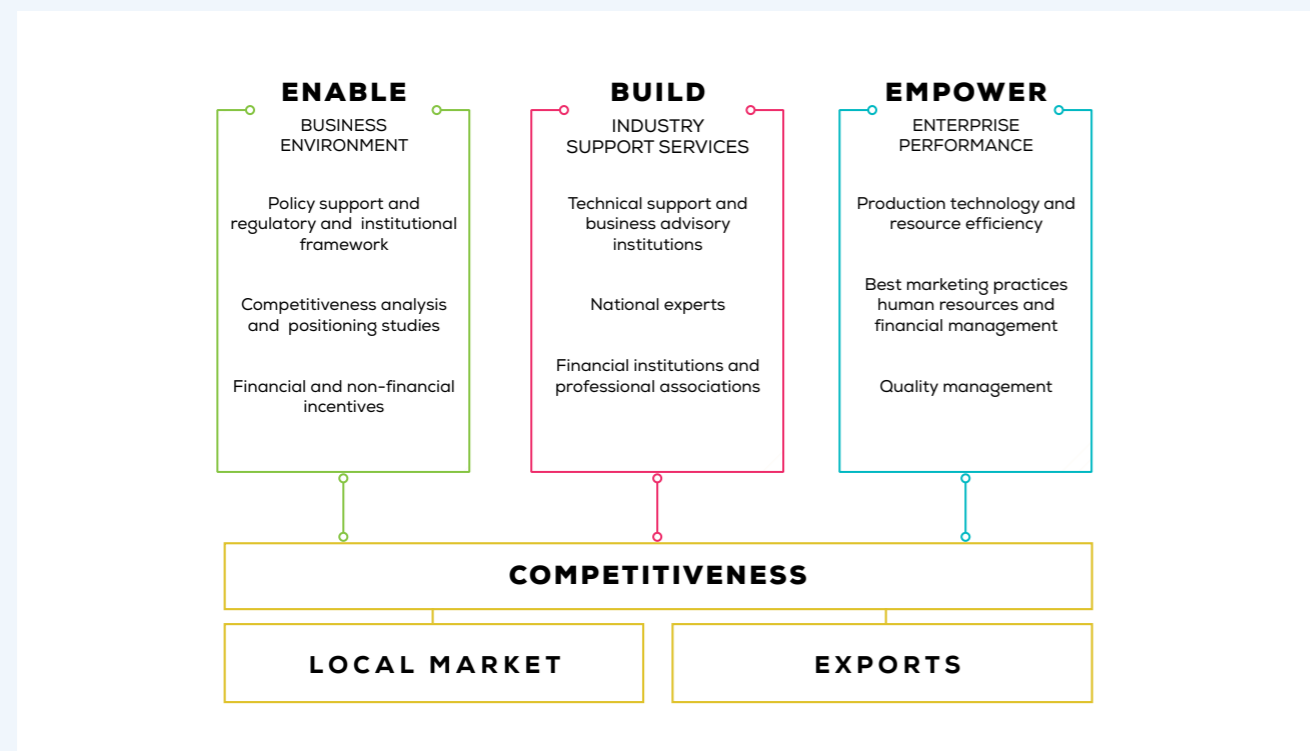 ENABLE
BUSINESS
ENVIRONMENT
Policy support and
regulatory and institutional
framework
Competitiveness analysis
and positioning studies
Financial and non-financial
incentives
BUILD
INDUSTRY
SUPPORT SERVICES
Technical support and
business advisory
institutions
National experts
Financial institutions and
professional associations
EMPOWER
ENTERPRISE
PERFORMANCE
Production technology and
resource efficiency
Best marketing practices
human resources and
financial management
Quality management
COMPETITIVENESS
LOCAL MARKET
EXPORTS